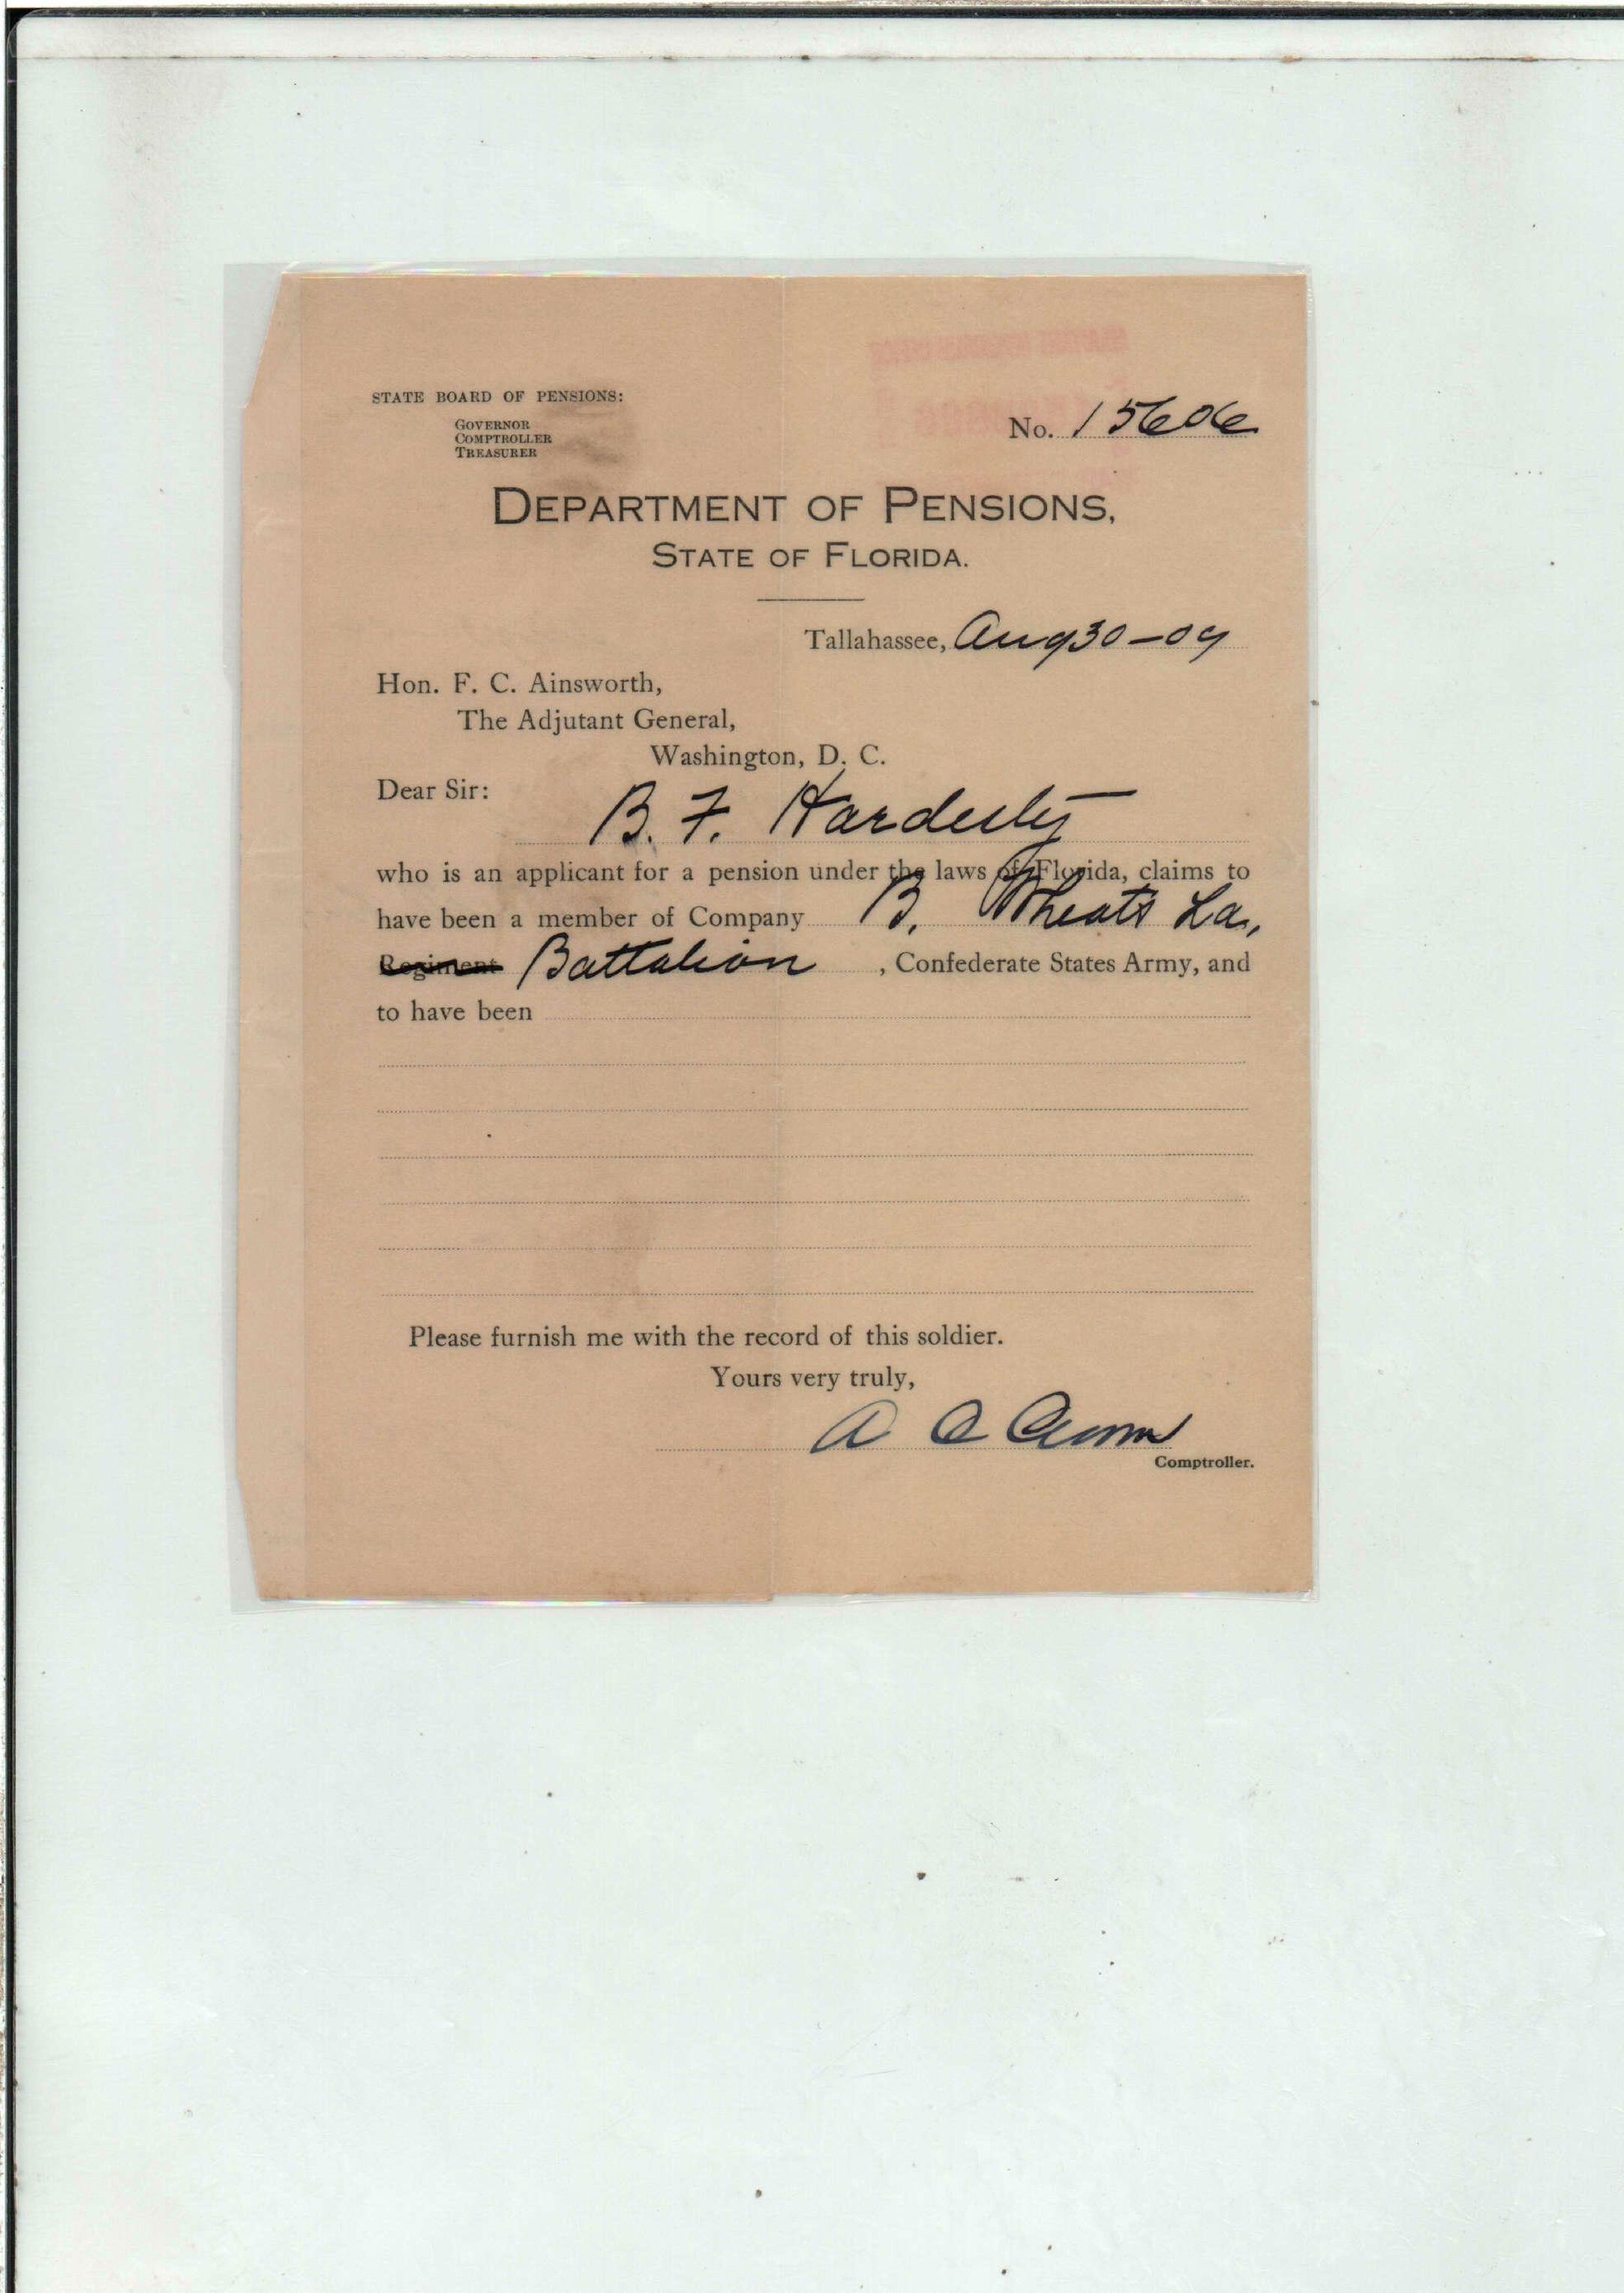 STATE BOARD OF PENSIONS:
GOVERNOR
COMPTROLLER
TREASURER
No. 15606
DEPARTMENT OF PENSIONS,
STATE OF FLORIDA.
Tallahassee, Aug 30-09
Hon. F. C. Ainsworth,
The Adjutant General,
Washington, D. C.
Dear Sir:
B. F. Hardesty
who is an applicant for a pension under the laws of Florida, claims to
have been a member of Company B. Wheats La,
Regiment Battalion , Confederate States Army, and
to have been
Please furnish me with the record of this soldier.
Yours very truly,
A C Croom
Comptroller.